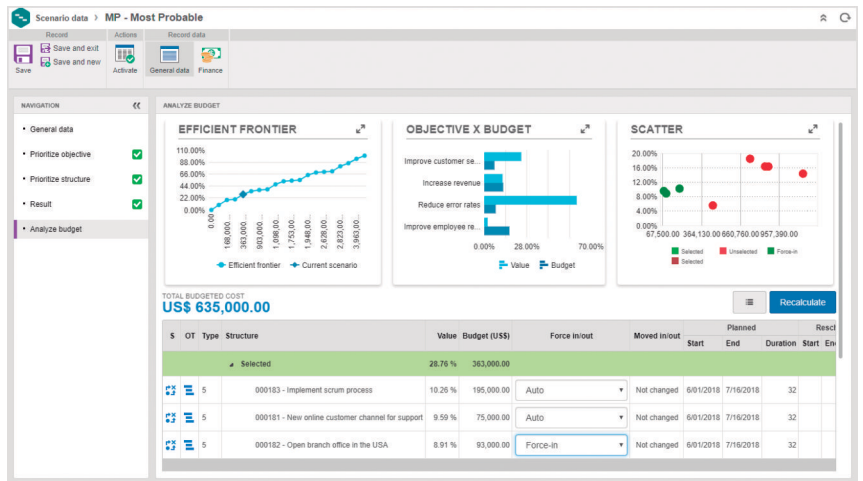 Scenario data > MP - Most Probable
Record Actions Record data
Save Save and exit Save and new Activate General data Finance
NAVIGATION
• General data
• Prioritize objective
• Prioritize structure
• Result
• Analyze budget
ANALYZE BUDGET
EFFICIENT FRONTIER
110.00%
88.00%
66.00%
44.00%
22.00%
0.00%
0.00 168,000.... 363,000.... 903,000.... 1,098,00... 1,753,00... 1,948,00... 2,628,00... 2,823,00... 3,963,00...
Efficient frontier Current scenario
OBJECTIVE X BUDGET
Improve customer se...
Increase revenue
Reduce error rates
Improve employee re...
0.00% 28.00% 70.00%
Value Budget
SCATTER
20.00%
16.00%
12.00%
8.00%
4.00%
0.00%
67,500.00 364,130.00 660,760.00 957,390.00
Selected Unselected Force-in
Selected
TOTAL BUDGETED COST
US$ 635,000.00
Recalculate
S OT Type Structure Value Budget (US$) Force in/out Moved in/out Planned Resch
Start End Duration Start En
Selected 28.76 % 363,000.00
5 000183 - Implement scrum process 10.26 % 195,000.00 Auto Not changed 6/01/2018 7/16/2018 32
5 000181 - New online customer channel for support 9.59 % 75,000.00 Auto Not changed 6/01/2018 7/16/2018 32
5 000182 - Open branch office in the USA 8.91 % 93,000.00 Force-in Not changed 6/01/2018 7/16/2018 32